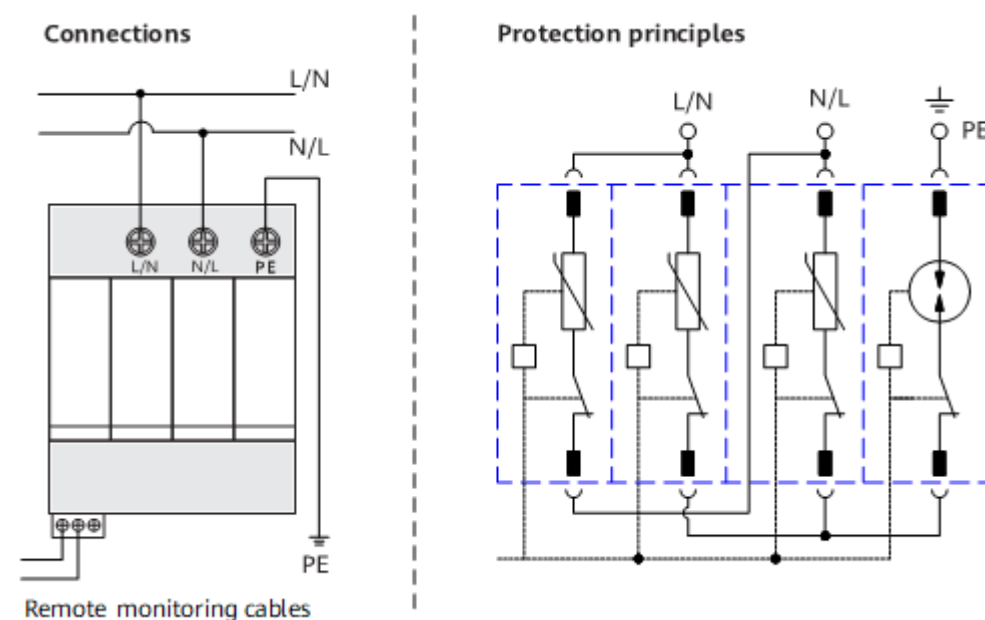 Connections
L/N
N/L
L/N
N/L
PE
PE
Remote monitoring cables
Protection principles
L/N
N/L
PE